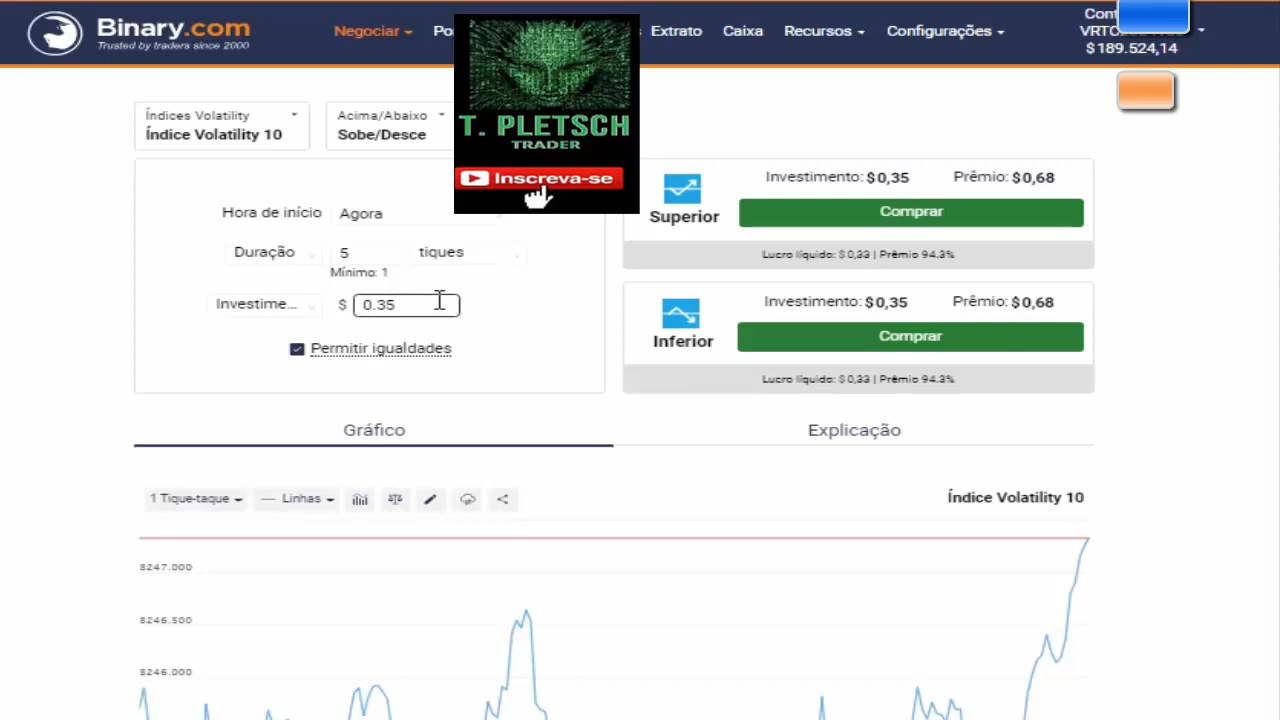 Binary.com
Trusted by traders since 2000
Negociar
Extrato
Caixa
Recursos
Configurações
$189.524,14
Índices Volatility
Índice Volatility 10
Acima/Abaixo
Sobe/Desce
T. PLETSCH
TRADER
Inscreva-se
Hora de início
Agora
Duração
5
tiques
Mínimo: 1
Investime...
$
0.35
Permitir igualdades
Superior
Investimento: $0,35
Prêmio: $0,68
Comprar
Lucro líquido: $0,33 | Prêmio 94.3%
Inferior
Investimento: $0,35
Prêmio: $0,68
Comprar
Lucro líquido: $0,33 | Prêmio 94.3%
Gráfico
Explicação
1 Tique-taque
Linhas
Índice Volatility 10
8247.000
8246.500
8246.000